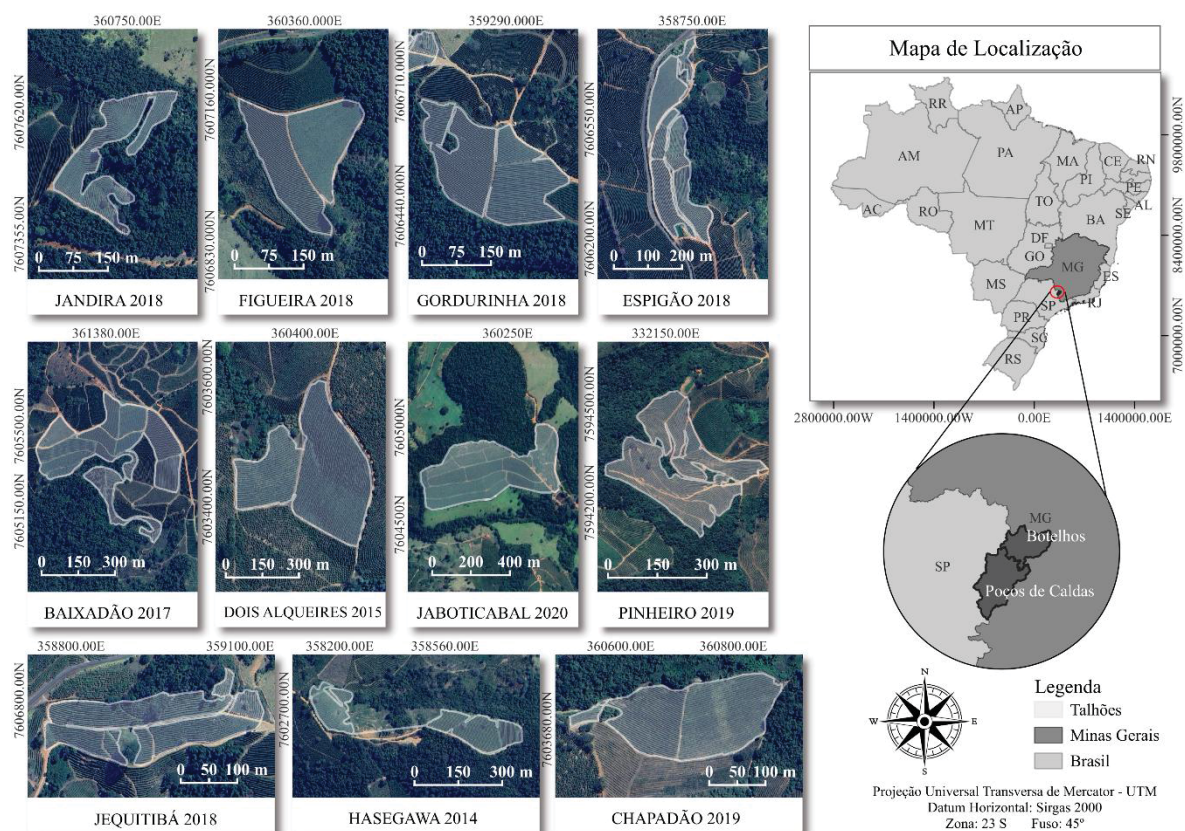 360750.00E
7607620.00N
7607355.00N
0 75 150 m
JANDIRA 2018
360360.000E
7607160.000N
7606830.000N
0 75 150 m
FIGUEIRA 2018
359290.000E
7606710.000N
7606440.000N
0 75 150 m
GORDURINHA 2018
358750.00E
7606550.00N
7606200.00N
0 100 200 m
ESPIGÃO 2018
361380.00E
7605500.00N
7605150.00N
0 150 300 m
BAIXADÃO 2017
360400.00E
7603600.00N
7603400.00N
0 150 300 m
DOIS ALQUEIRES 2015
360250E
7605000N
7604500N
0 200 400 m
JABOTICABAL 2020
332150.00E
7594500.00N
7594200.00N
0 150 300 m
PINHEIRO 2019
358800.00E 359100.00E
7606800.00N
0 50 100 m
JEQUITIBÁ 2018
358200.00E 358560.00E
7602700.00N
0 150 300 m
HASEGAWA 2014
360600.00E 360800.00E
7603680.00N
0 50 100 m
CHAPADÃO 2019
Mapa de Localização
RR AP
AM PA MA CE RN
PI PE
AL
TO SE
AC RO BA
MT
DF
GO MG
ES
MS
SP RJ
PR
SC
RS
9800000.00N
8400000.00N
7000000.00N
2800000.00W 1400000.00W 0.00E 1400000.00E
MG
Botelhos
SP
Poços de Caldas
N
W E
S
Legenda
Talhões
Minas Gerais
Brasil
Projeção Universal Transversa de Mercator - UTM
Datum Horizontal: Sirgas 2000
Zona: 23 S Fuso: 45º